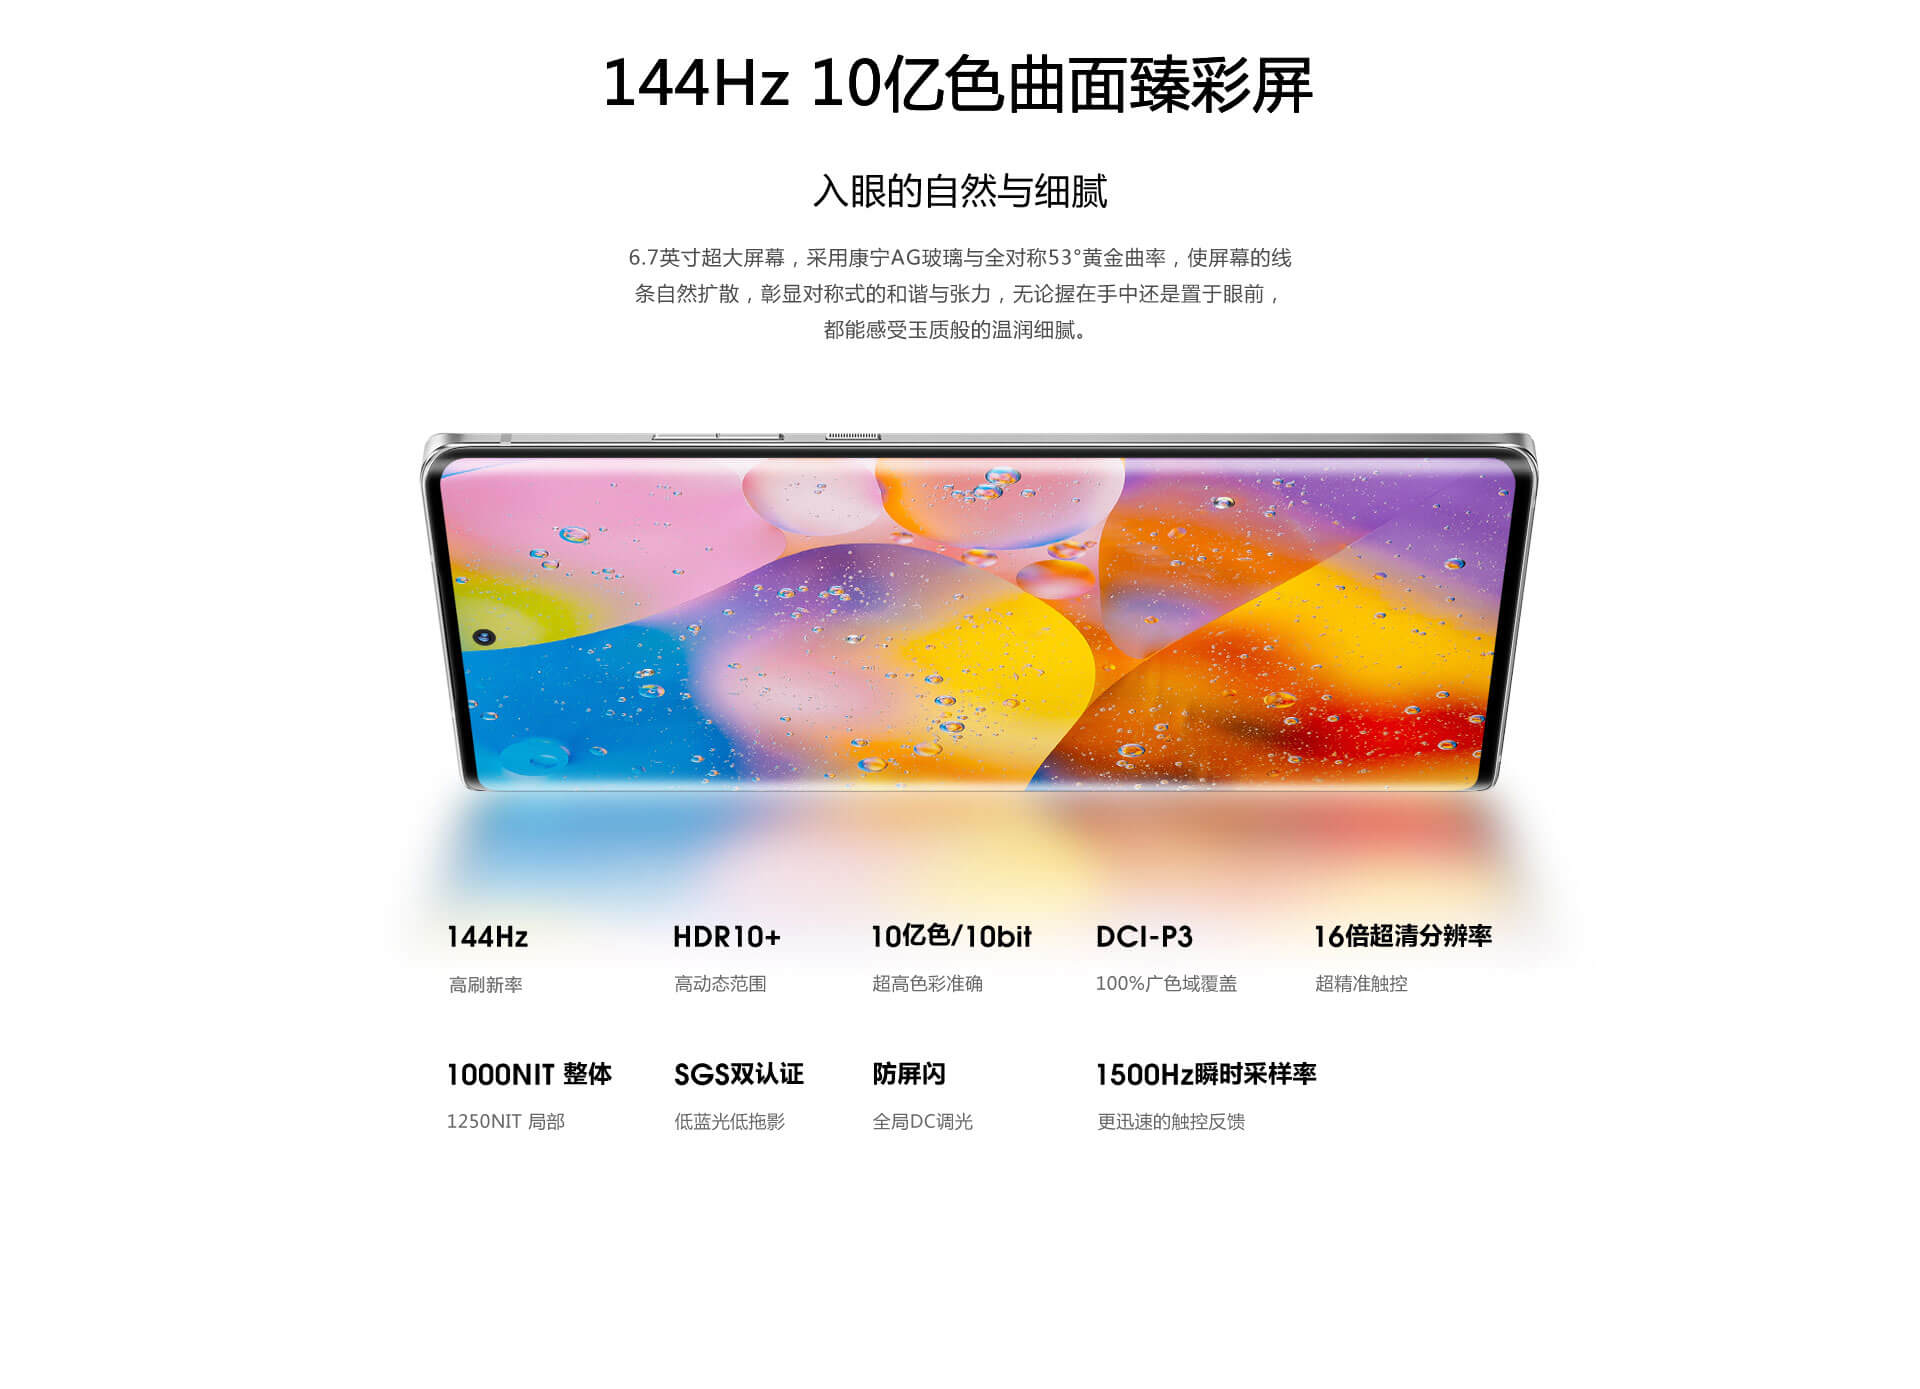 144Hz 10亿色曲面臻彩屏
入眼的自然与细腻
6.7英寸超大屏幕，采用康宁AG玻璃与全对称53°黄金曲率，使屏幕的线
条自然扩散，彰显对称式的和谐与张力，无论握在手中还是置于眼前，
都能感受玉质般的温润细腻。
144Hz
高刷新率
HDR10+
高动态范围
10亿色/10bit
超高色彩准确
DCI-P3
100%广色域覆盖
16倍超清分辨率
超精准触控
1000NIT 整体
1250NIT 局部
SGS双认证
低蓝光低拖影
防屏闪
全局DC调光
1500Hz瞬时采样率
更迅速的触控反馈